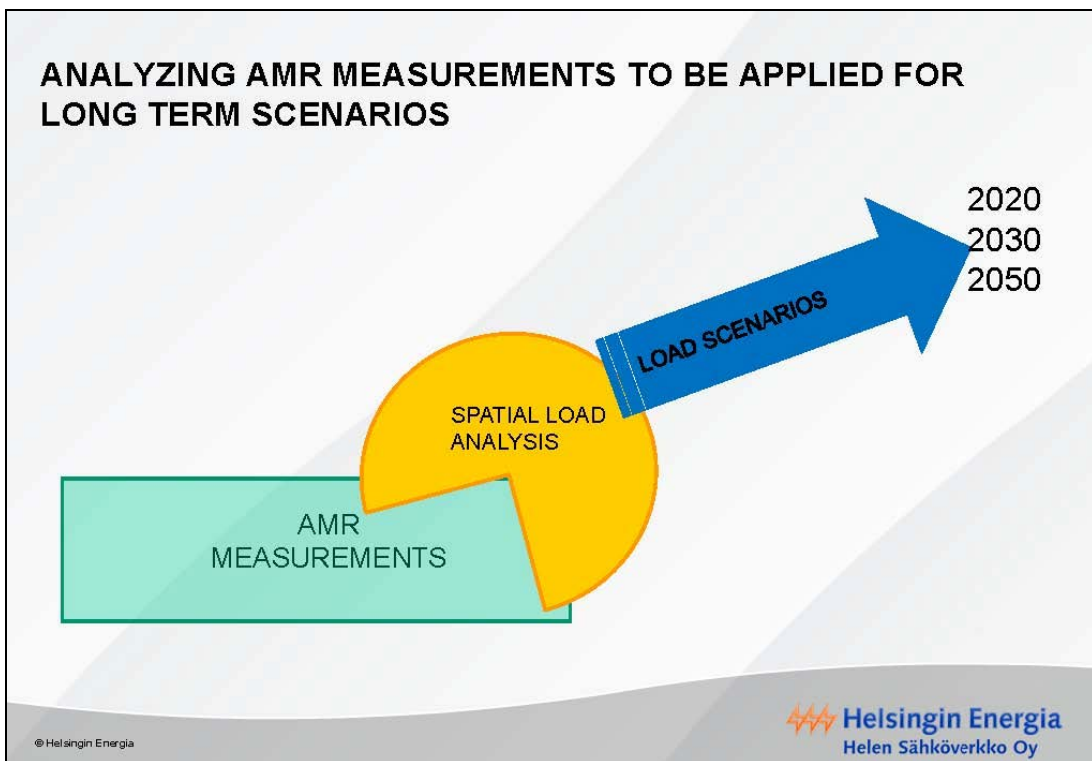 ANALYZING AMR MEASUREMENTS TO BE APPLIED FOR
LONG TERM SCENARIOS
2020
2030
2050
LOAD SCENARIOS
SPATIAL LOAD
ANALYSIS
AMR
MEASUREMENTS
© Helsingin Energia
Helsingin Energia
Helen Sähköverkko Oy